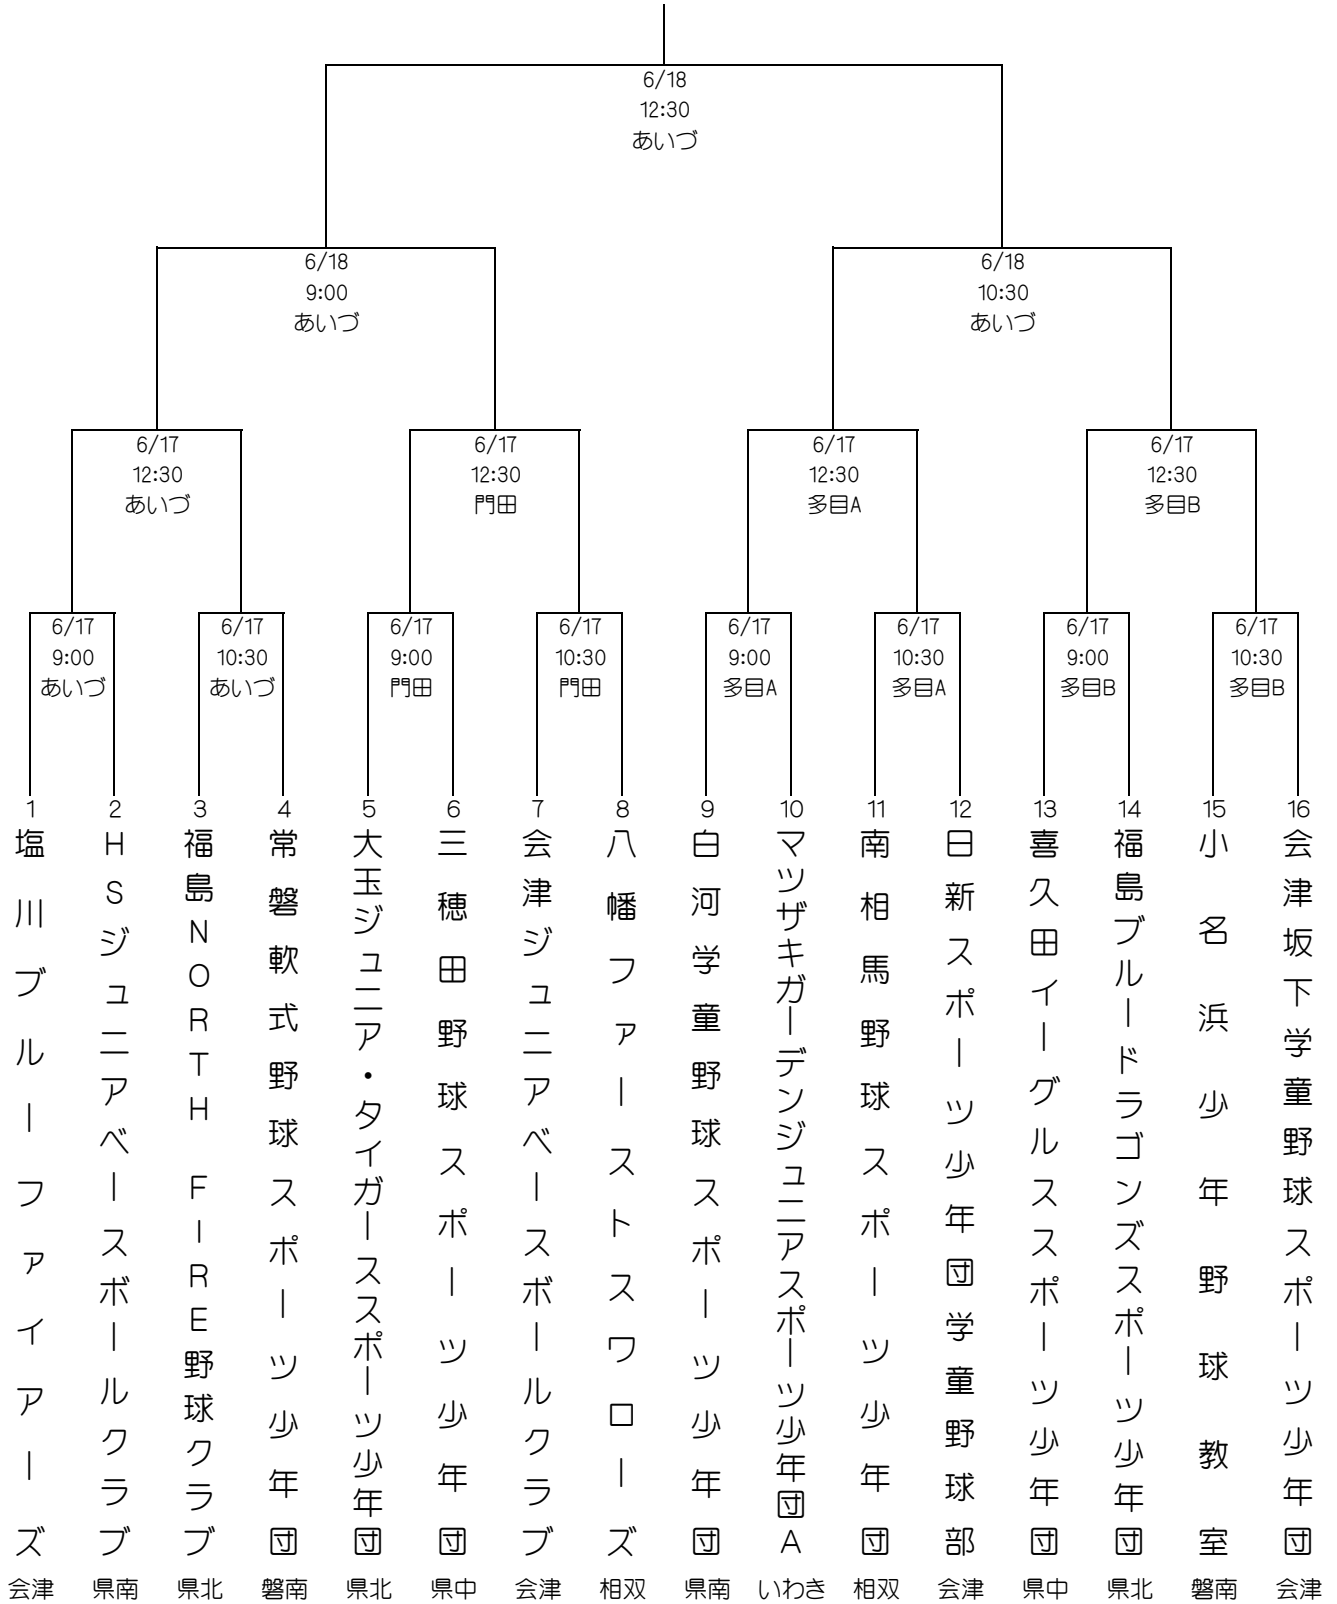 6/18
12:30
あいづ
6/18
9:00
あいづ
6/18
10:30
あいづ
6/17
12:30
あいづ
6/17
12:30
門田
6/17
12:30
多目A
6/17
12:30
多目B
6/17
9:00
あいづ
6/17
10:30
あいづ
6/17
9:00
門田
6/17
10:30
門田
6/17
9:00
多目A
6/17
10:30
多目A
6/17
9:00
多目B
6/17
10:30
多目B
1
塩川ブルーファイアーズ
会津
2
HSジュニアベースボールクラブ
県南
3
福島NORTH FIRE野球クラブ
県北
4
常磐軟式野球スポーツ少年団
磐南
5
大玉ジュニア・タイガーススポーツ少年団
県北
6
三穂田野球スポーツ少年団
県中
7
会津ジュニアベースボールクラブ
会津
8
八幡ファーストスワローズ
相双
9
白河学童野球スポーツ少年団
県南
10
マツザキガーデンジュニアスポーツ少年団A
いわき
11
南相馬野球スポーツ少年団
相双
12
日新スポーツ少年団学童野球部
会津
13
喜久田イーグルススポーツ少年団
県中
14
福島ブルードラゴンズスポーツ少年団
県北
15
小名浜少年野球教室
磐南
16
会津坂下学童野球スポーツ少年団
会津